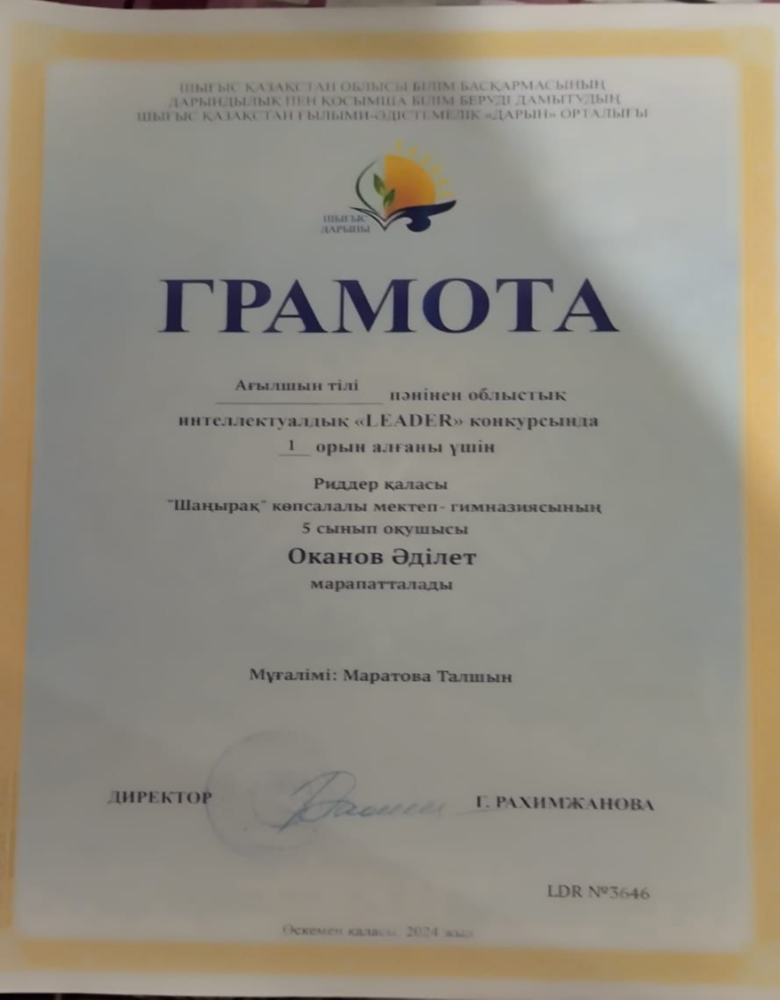 ШЫҒЫС ҚАЗАҚСТАН ОБЛЫСЫ БІЛІМ БАСҚАРМАСЫНЫҢ
ДАРЫНДЫЛЫҚ ПЕН ҚОСЫМША БІЛІМ БЕРУДІ ДАМЫТУДЫҢ
ШЫҒЫС ҚАЗАҚСТАН ҒЫЛЫМИ-ӘДІСТЕМЕЛІК «ДАРЫН» ОРТАЛЫҒЫ
ШЫҒЫС
ДАРЫНЫ
ГРАМОТА
Ағылшын тілі пәнінен облыстық
интеллектуалдық «LEADER» конкурсында
1 орын алғаны үшін
Риддер қаласы
"Шаңырақ" көпсалалы мектеп- гимназиясының
5 сынып оқушысы
Оканов Әділет
марапатталады
Мұғалімі: Маратова Талшын
ДИРЕКТОР Г. РАХИМЖАНОВА
LDR №3646
Өскемен қаласы, 2024 жыл